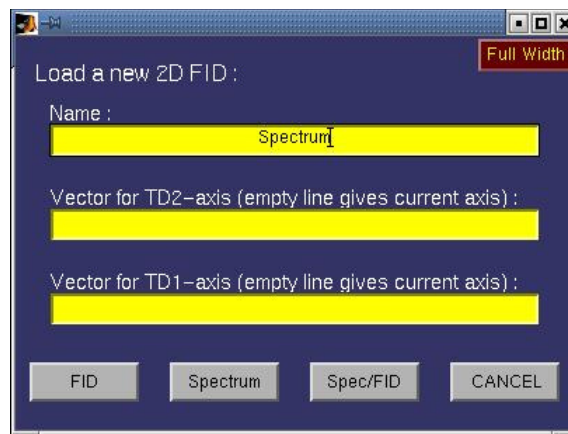 Full Width
Load a new 2D FID :
Name :
Spectrum
Vector for TD2-axis (empty line gives current axis) :
Vector for TD1-axis (empty line gives current axis) :
FID Spectrum Spec/FID CANCEL